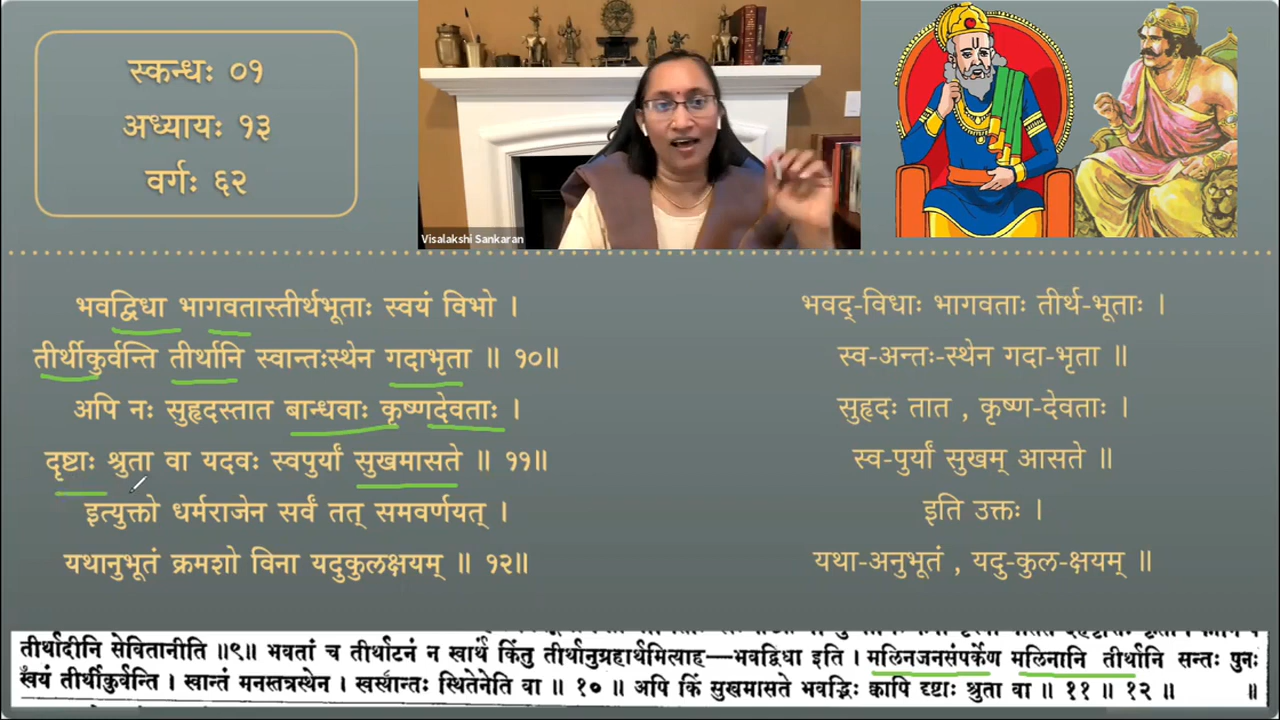 स्कन्धः ०१
अध्यायः १३
वर्गः ६२
Visalakshi Sankaran
भवद्विधा भागवतास्तीर्थभूताः स्वयं विभो ।
तीर्थीकुर्वन्ति तीर्थानि स्वान्तःस्थेन गदाभृता ॥ १०॥
अपि नः सुहृदस्तात बान्धवाः कृष्णदेवताः ।
दृष्टाः श्रुता वा यदवः स्वपुर्यां सुखमासते ॥ ११॥
इत्युक्तो धर्मराजेन सर्वं तत् समवर्णयत् ।
यथानुभूतं क्रमशो विना यदुकुलक्षयम् ॥ १२॥
भवद्-विधाः भागवताः तीर्थ-भूताः ।
स्व-अन्तः-स्थेन गदा-भृता ॥
सुहृदः तात , कृष्ण-देवताः ।
स्व-पुर्यां सुखम् आसते ॥
इति उक्तः ।
यथा-अनुभूतं , यदु-कुल-क्षयम् ॥
तीर्थादीनि सेवितानीति ॥९॥ भवतां च तीर्थाटनं न स्वार्थं किंतु तीर्थानुग्रहार्थमित्याह—भवद्विधा इति । मलिनजनसंपर्केण मलिनानि तीर्थानि सन्तः पुनः
स्वयं तीर्थीकुर्वन्ति । स्वान्तं मनस्तत्रस्थेन । स्वस्यान्तः स्थितेनेति वा ॥ १० ॥ अपि किं सुखमासते भवद्भिः क्वापि दृष्टाः श्रुता वा ॥ ११ ॥ १२ ॥ ॥